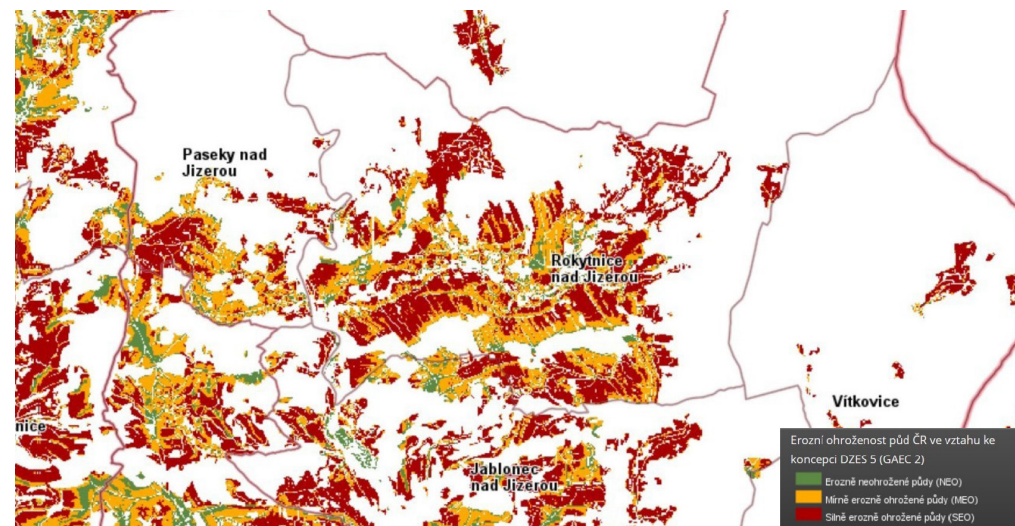 Paseky nad
Jizerou
Rokytnice
nad Jizerou
Vítkovice
nice
Jablonec
nad Jizerou
Erozní ohroženost půd ČR ve vztahu ke
koncepci DZES 5 (GAEC 2)
Erozně neohrožené půdy (NEO)
Mírně erozně ohrožené půdy (MEO)
Silně erozně ohrožené půdy (SEO)